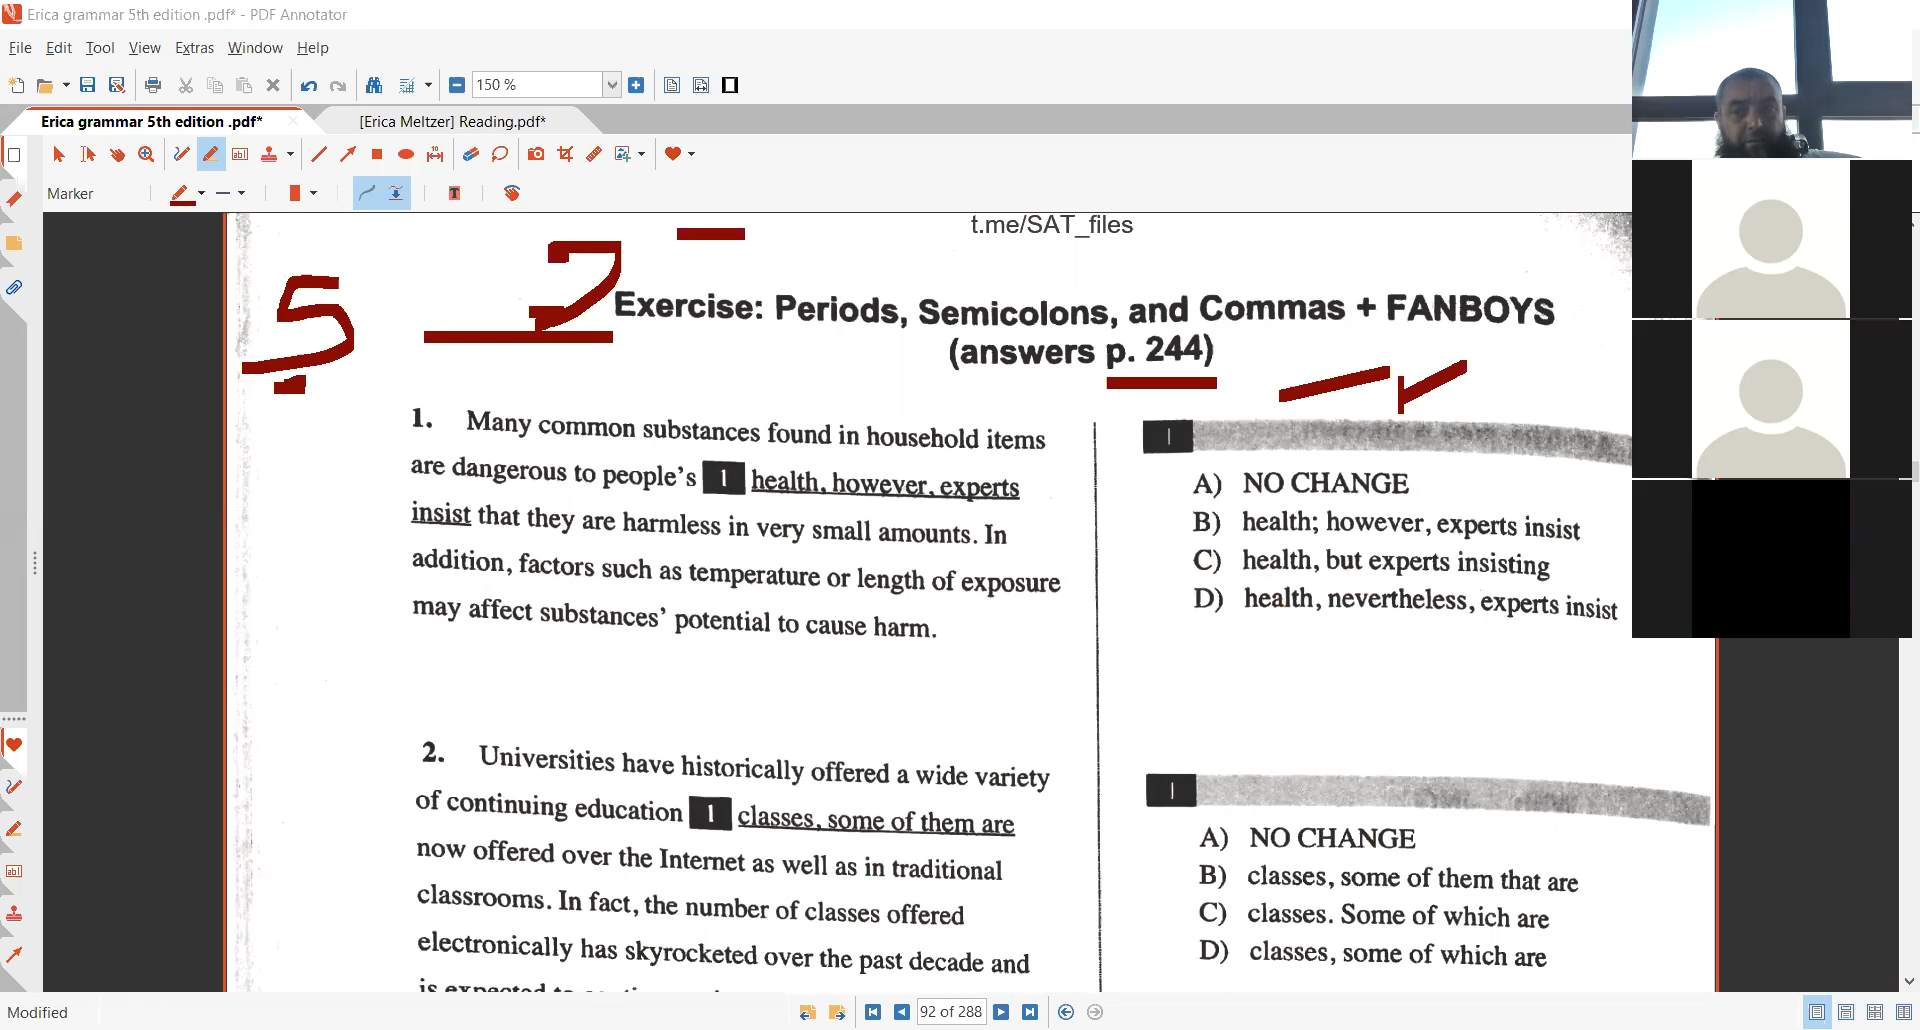 Erica grammar 5th edition .pdf* - PDF Annotator
File Edit Tool View Extras Window Help
150 %
Erica grammar 5th edition .pdf*
[Erica Meltzer] Reading.pdf*
Marker
t.me/SAT_files
5
Exercise: Periods, Semicolons, and Commas + FANBOYS
(answers p. 244)
1. Many common substances found in household items
are dangerous to people's 1 health, however, experts
insist that they are harmless in very small amounts. In
addition, factors such as temperature or length of exposure
may affect substances' potential to cause harm.
1
A) NO CHANGE
B) health; however, experts insist
C) health, but experts insisting
D) health, nevertheless, experts insist
2. Universities have historically offered a wide variety
of continuing education 1 classes, some of them are
now offered over the Internet as well as in traditional
classrooms. In fact, the number of classes offered
electronically has skyrocketed over the past decade and
1
A) NO CHANGE
B) classes, some of them that are
C) classes. Some of which are
D) classes, some of which are
Modified
92 of 288